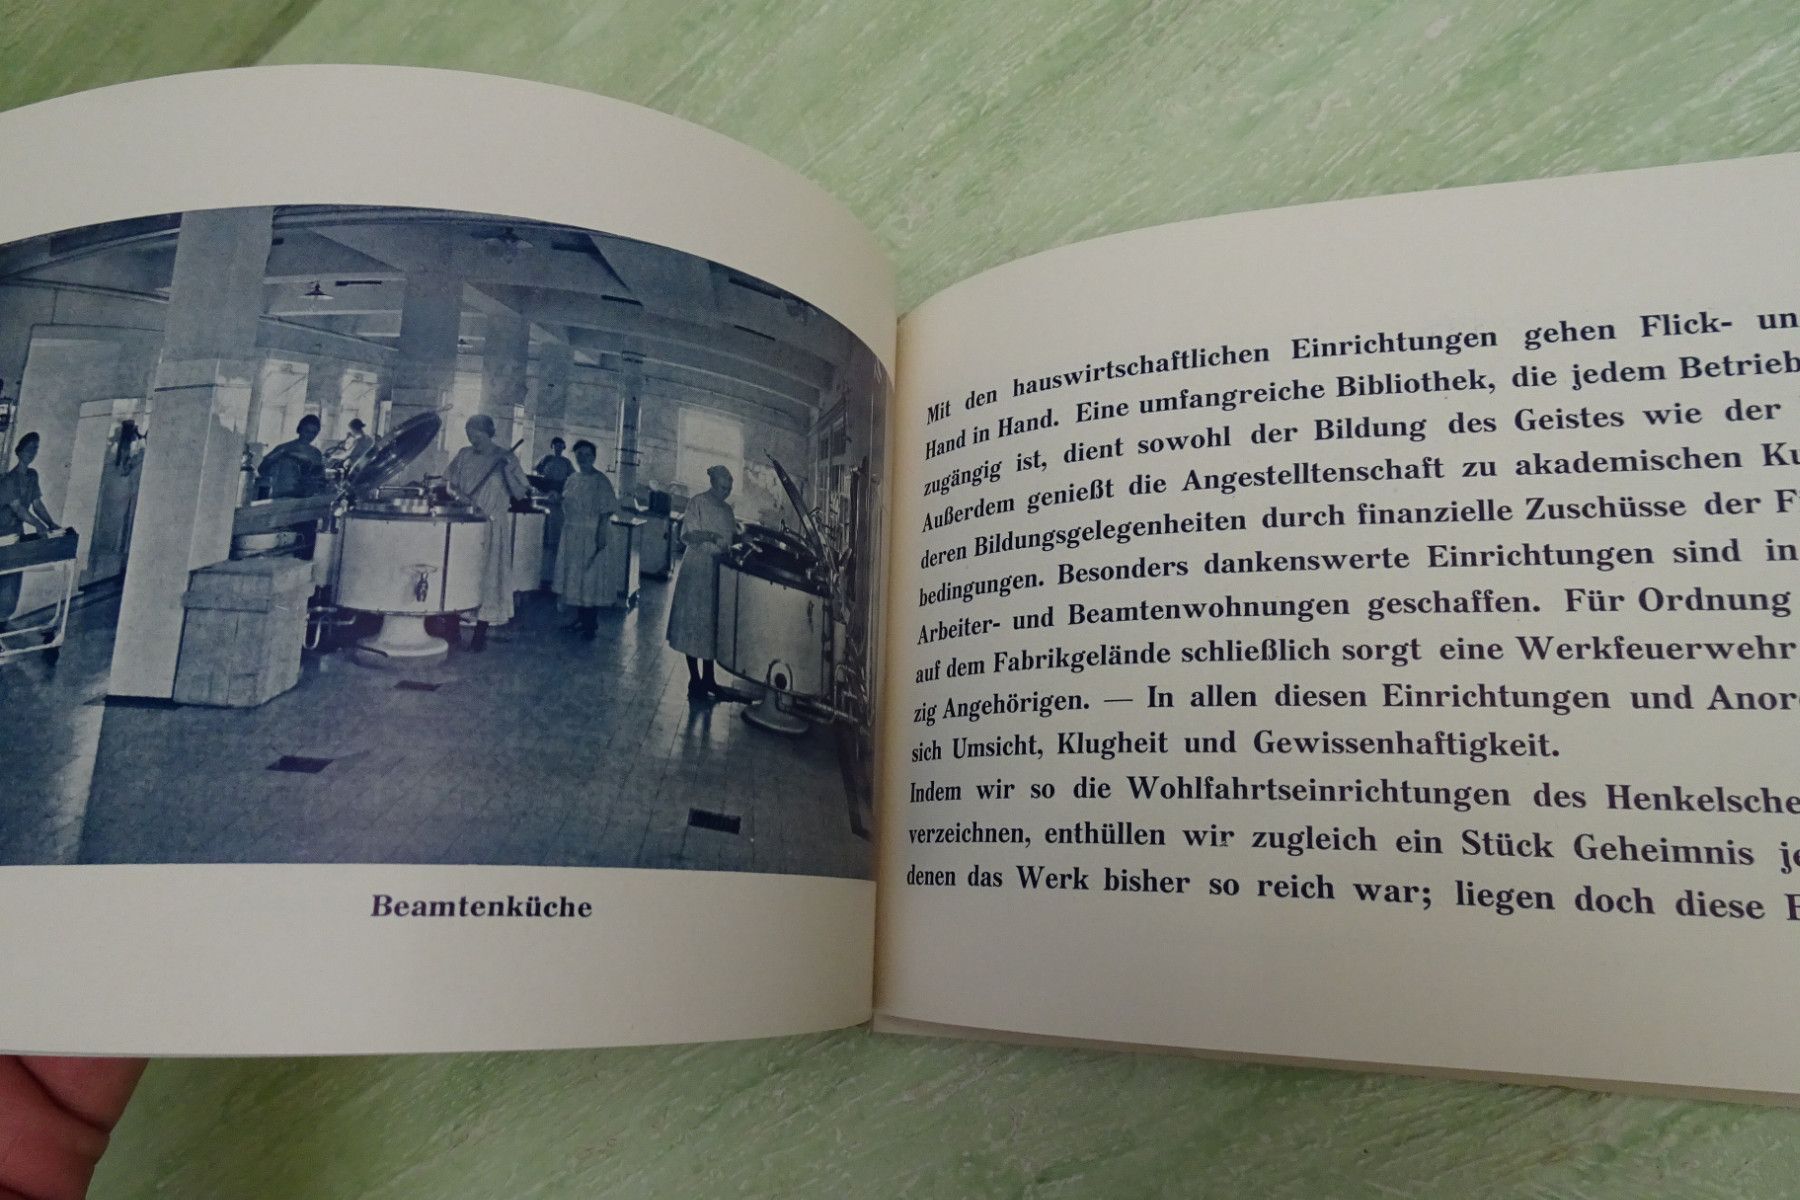 Beamtenküche
Mit den hauswirtschaftlichen Einrichtungen gehen Flick- un
Hand in Hand. Eine umfangreiche Bibliothek, die jedem Betrieb
zugängig ist, dient sowohl der Bildung des Geistes wie der
Außerdem genießt die Angestelltenschaft zu akademischen Ku
deren Bildungsgelegenheiten durch finanzielle Zuschüsse der F
bedingungen. Besonders dankenswerte Einrichtungen sind in
Arbeiter- und Beamtenwohnungen geschaffen. Für Ordnung
auf dem Fabrikgelände schließlich sorgt eine Werkfeuerwehr
zig Angehörigen. — In allen diesen Einrichtungen und Anor
sich Umsicht, Klugheit und Gewissenhaftigkeit.
Indem wir so die Wohlfahrtseinrichtungen des Henkelsche
verzeichnen, enthüllen wir zugleich ein Stück Geheimnis je
denen das Werk bisher so reich war; liegen doch diese